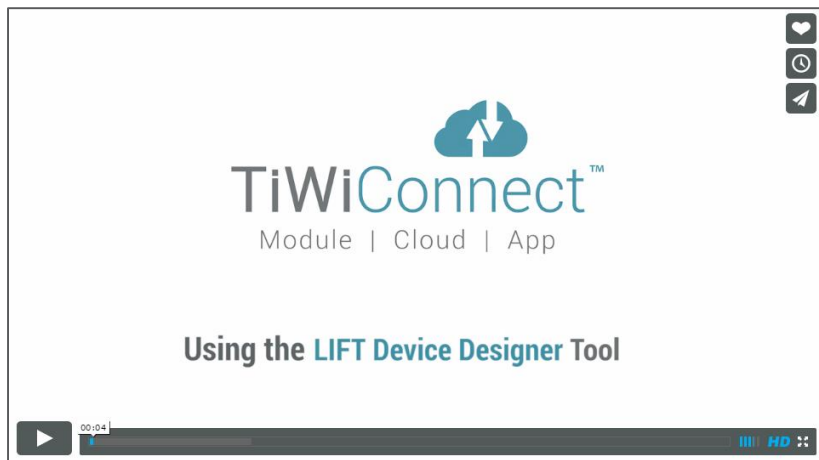 TiWiConnect™
Module | Cloud | App
Using the LIFT Device Designer Tool
00:04
HD